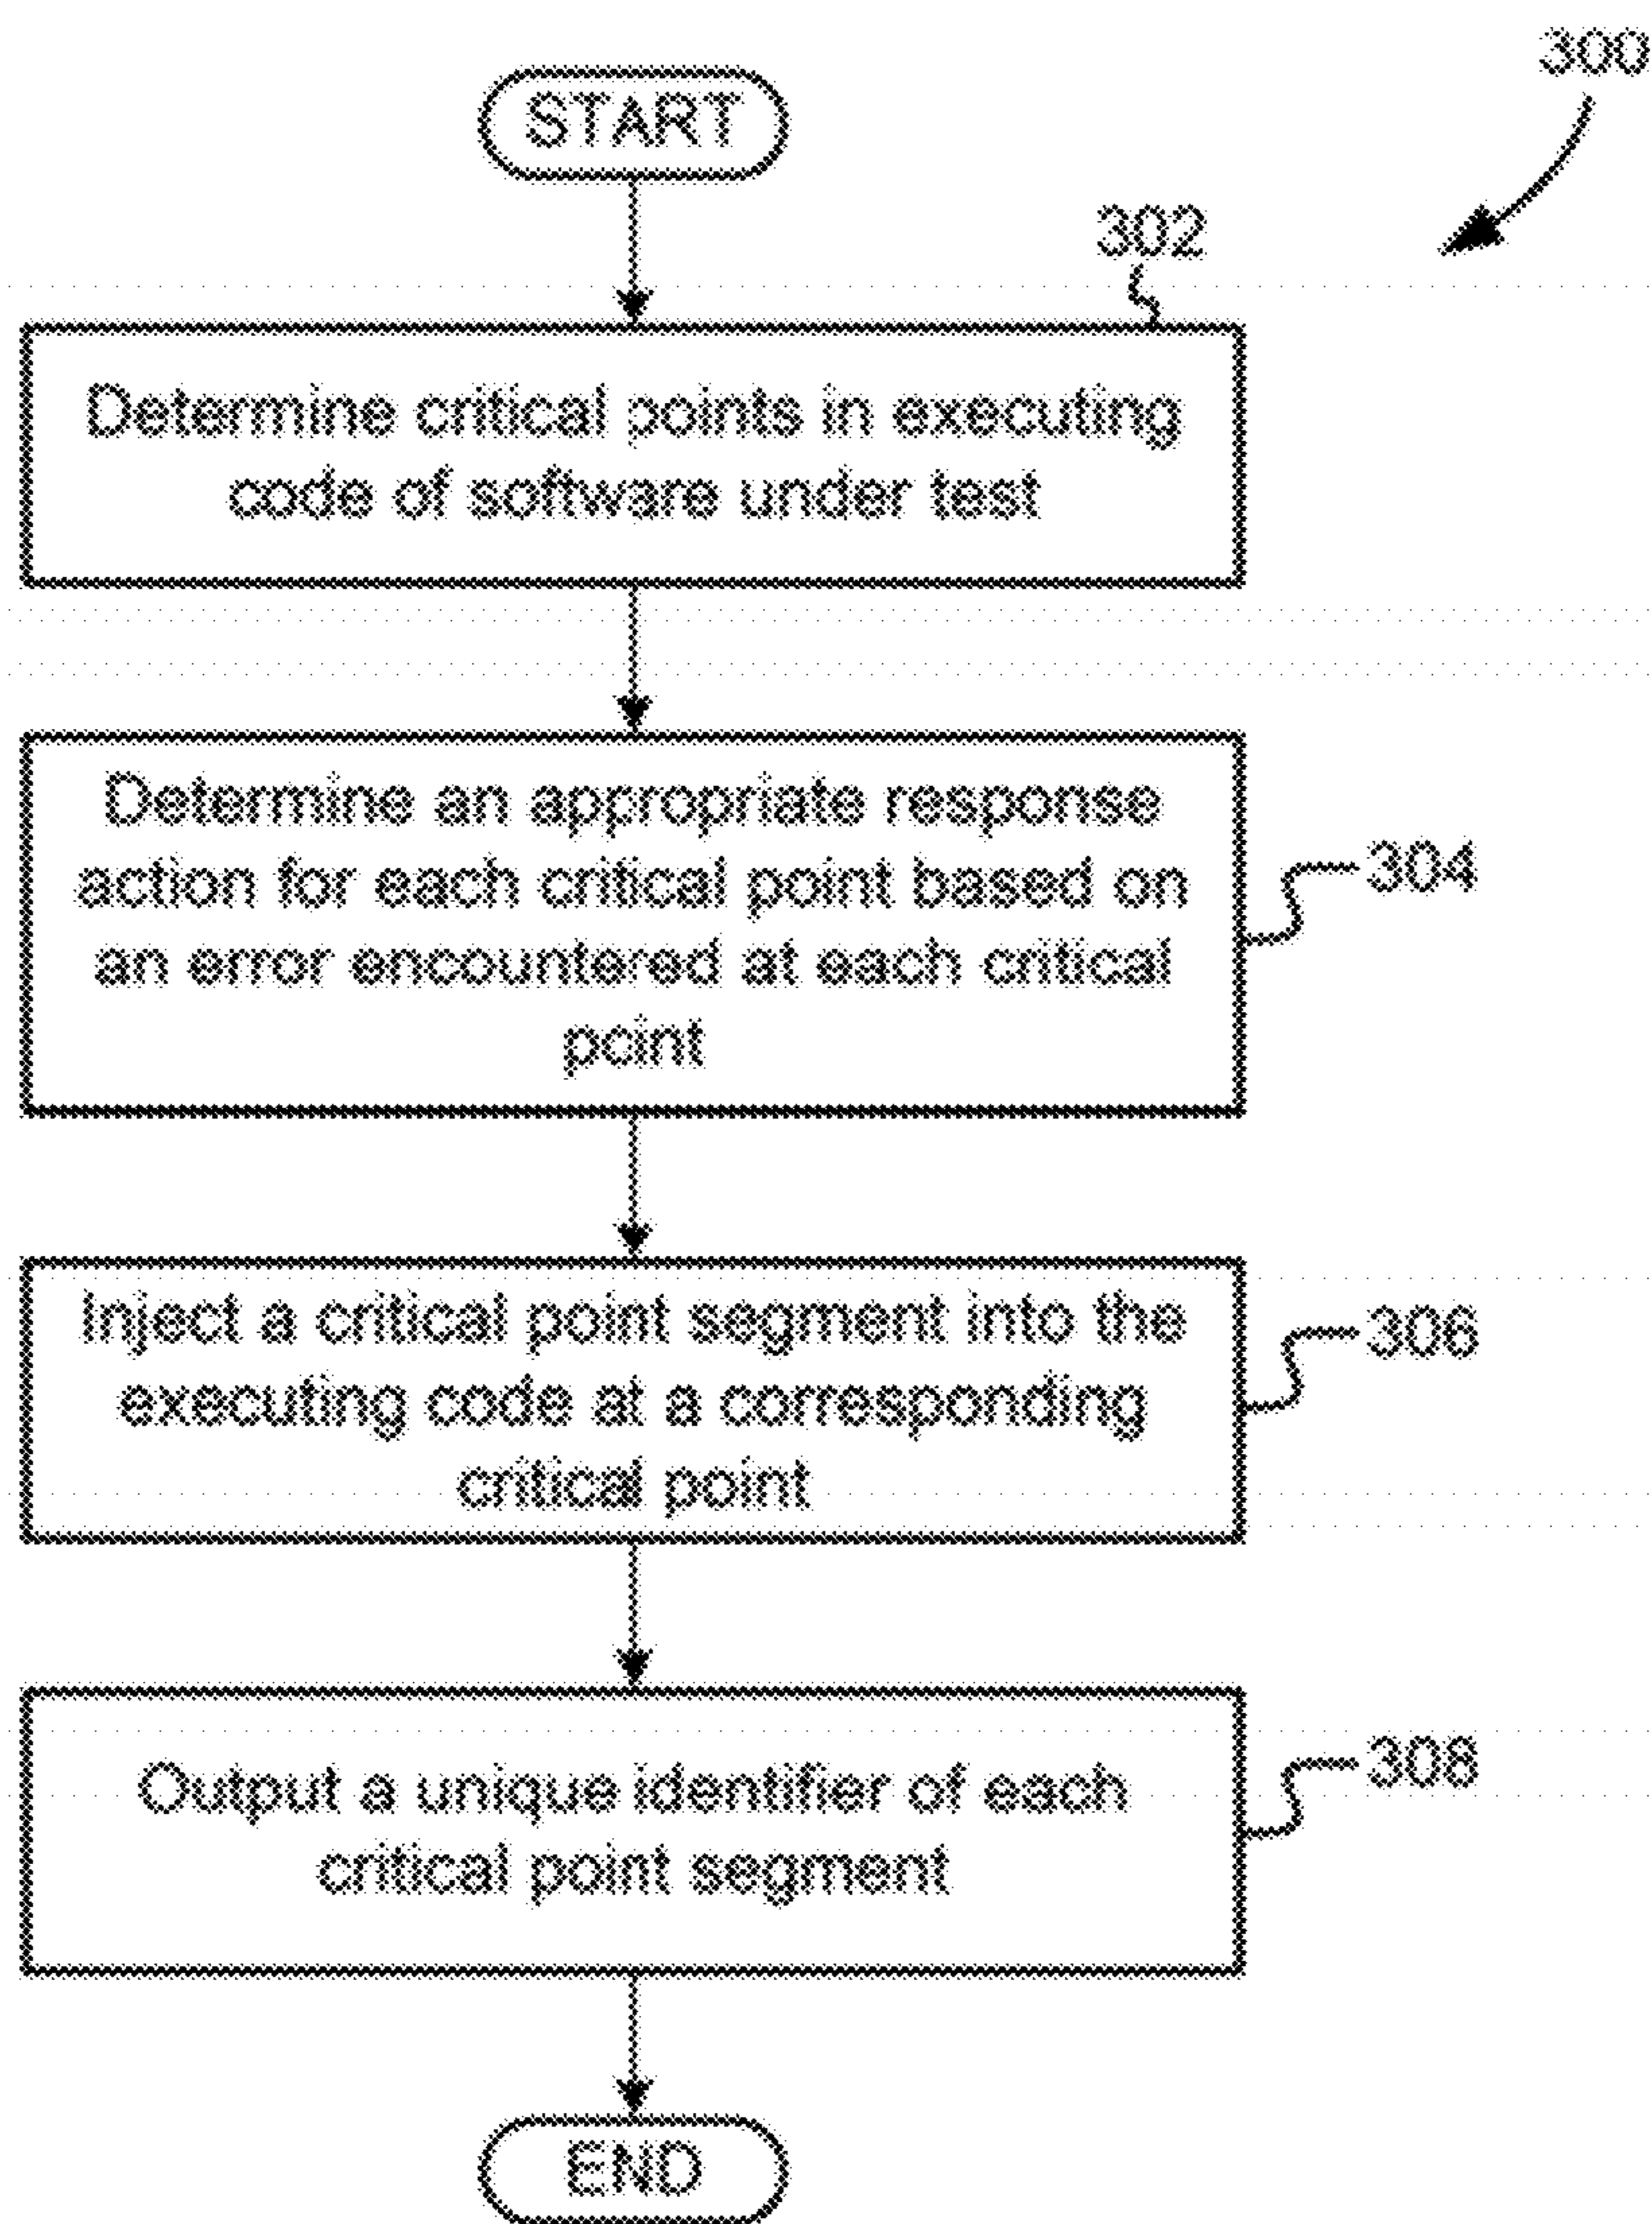 300
START
302
Determine critical points in executing
code of software under test
Determine an appropriate response
action for each critical point based on
an error encountered at each critical
point
304
Inject a critical point segment into the
executing code at a corresponding
critical point
306
Output a unique identifier of each
critical point segment
308
END